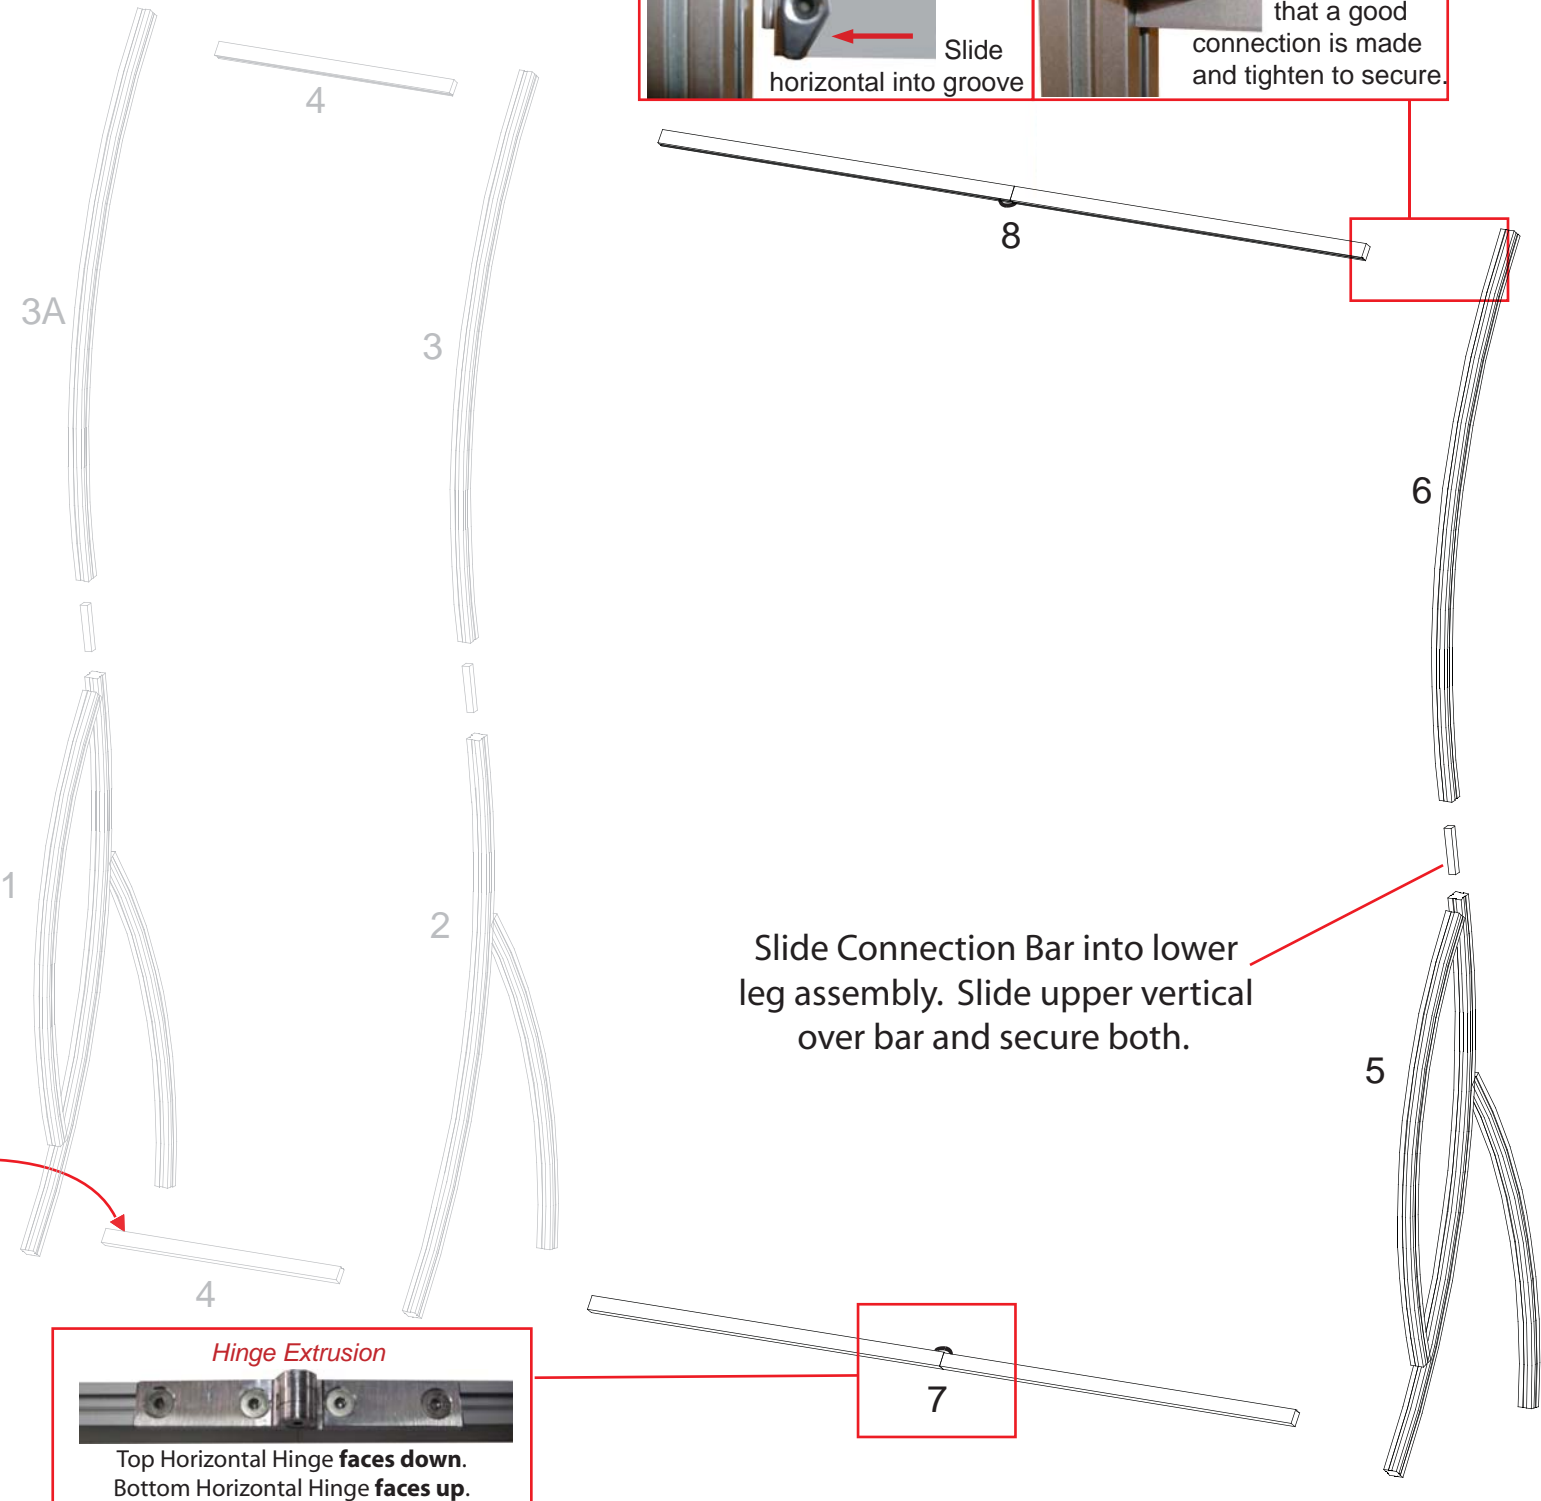 Slide
horizontal into groove
that a good
connection is made
and tighten to secure.
4
3A
3
8
6
1
2
Slide Connection Bar into lower
leg assembly. Slide upper vertical
over bar and secure both.
5
4
7
Hinge Extrusion
Top Horizontal Hinge faces down.
Bottom Horizontal Hinge faces up.